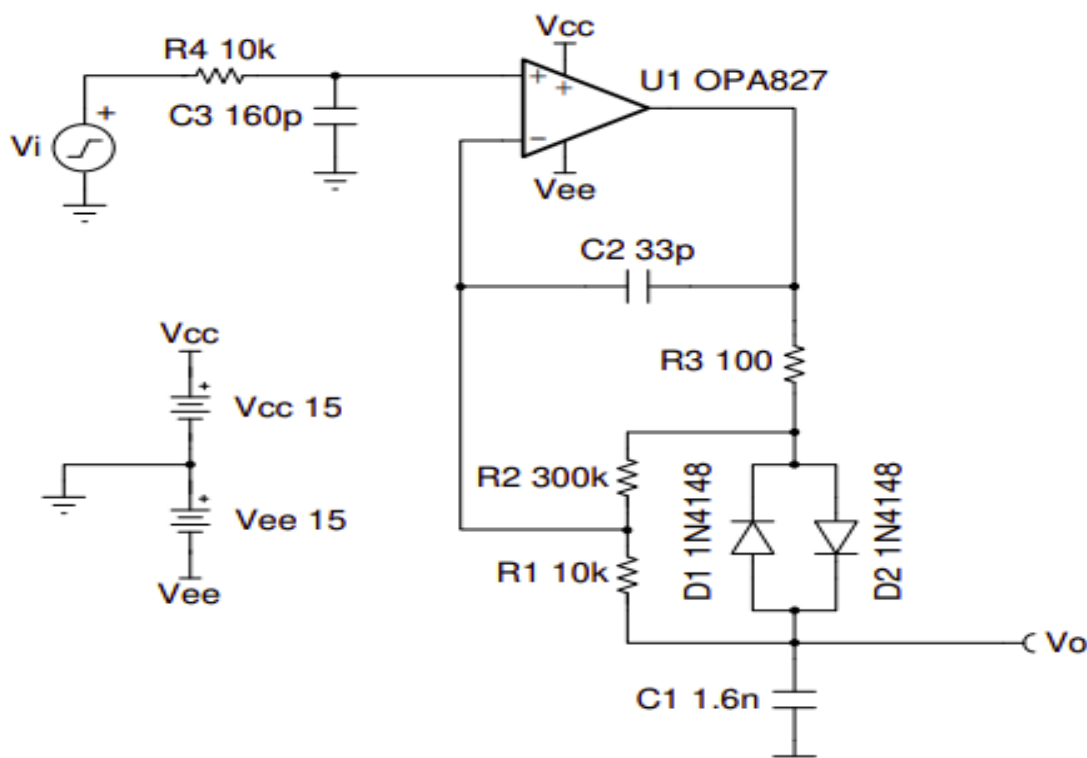 Vcc
R4 10k
+
U1 OPA827
+
+
C3 160p
−
Vi
Vee
C2 33p
Vcc
R3 100
+
Vcc 15
R2 300k
D1 1N4148
D2 1N4148
+
Vee 15
R1 10k
Vee
Vo
C1 1.6n